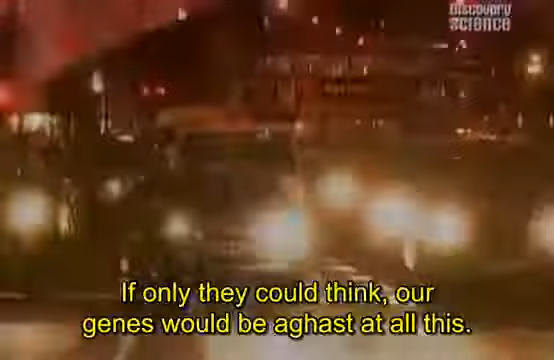 Discovery
SCIENCE
If only they could think, our
genes would be aghast at all this.